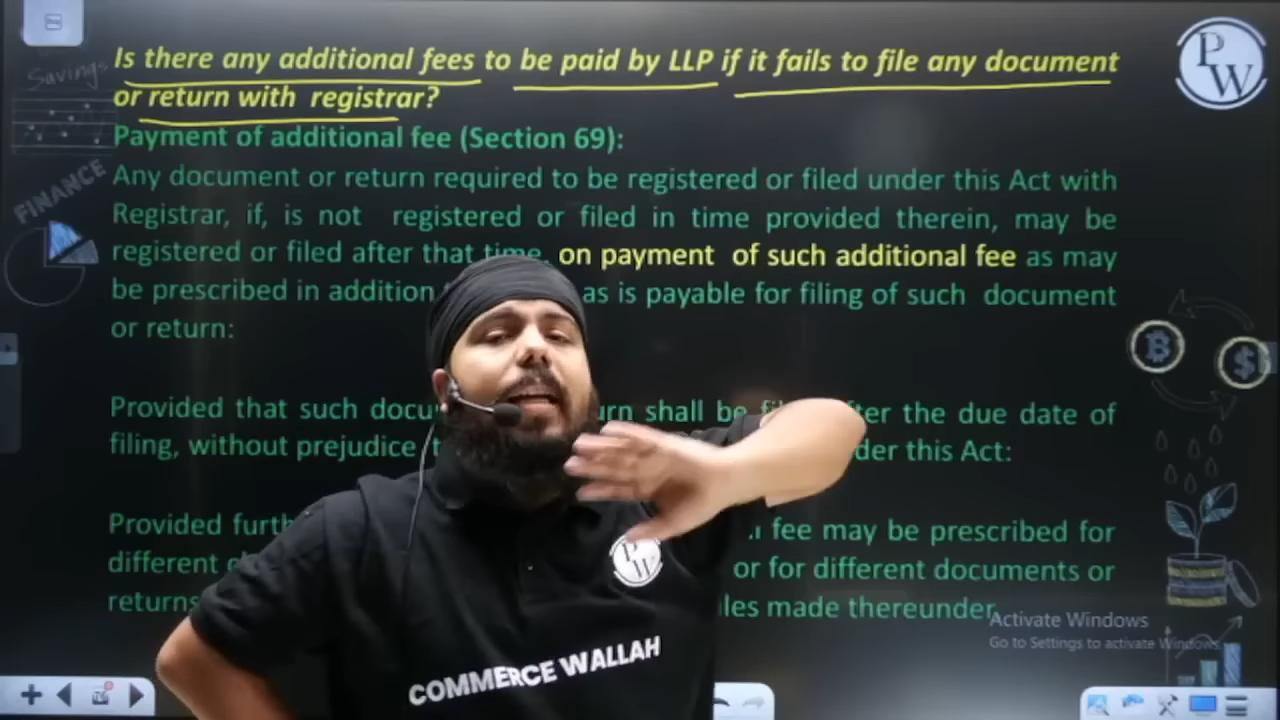 Savings
Is there any additional fees to be paid by LLP if it fails to file any document
or return with registrar?
Payment of additional fee (Section 69):
FINANCE
Any document or return required to be registered or filed under this Act with
Registrar, if, is not registered or filed in time provided therein, may be
registered or filed after that time, on payment of such additional fee as may
be prescribed in addition as is payable for filing of such document
or return:
Provided that such shall be after the due date of
filing, without prejudice under this Act:
Provided fee may be prescribed for
different or for different documents or
returns made thereunder.
Activate Windows
Go to Settings to activate Windows.
PW
PW
COMMERCE WALLAH